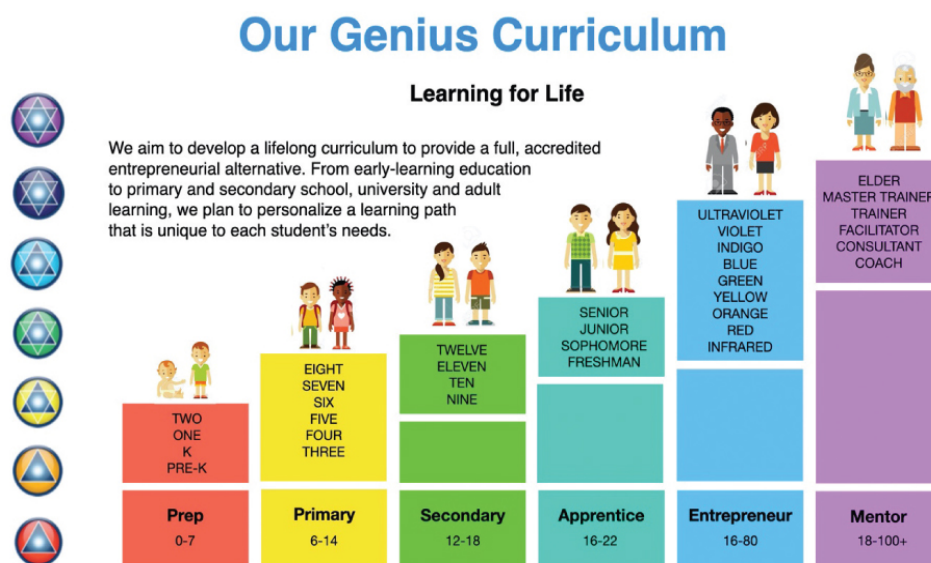 Our Genius Curriculum
Learning for Life
We aim to develop a lifelong curriculum to provide a full, accredited
entrepreneurial alternative. From early-learning education
to primary and secondary school, university and adult
learning, we plan to personalize a learning path
that is unique to each student's needs.
TWO
ONE
K
PRE-K
Prep
0-7
EIGHT
SEVEN
SIX
FIVE
FOUR
THREE
Primary
6-14
TWELVE
ELEVEN
TEN
NINE
Secondary
12-18
SENIOR
JUNIOR
SOPHOMORE
FRESHMAN
Apprentice
16-22
ULTRAVIOLET
VIOLET
INDIGO
BLUE
GREEN
YELLOW
ORANGE
RED
INFRARED
Entrepreneur
16-80
ELDER
MASTER TRAINER
TRAINER
FACILITATOR
CONSULTANT
COACH
Mentor
18-100+